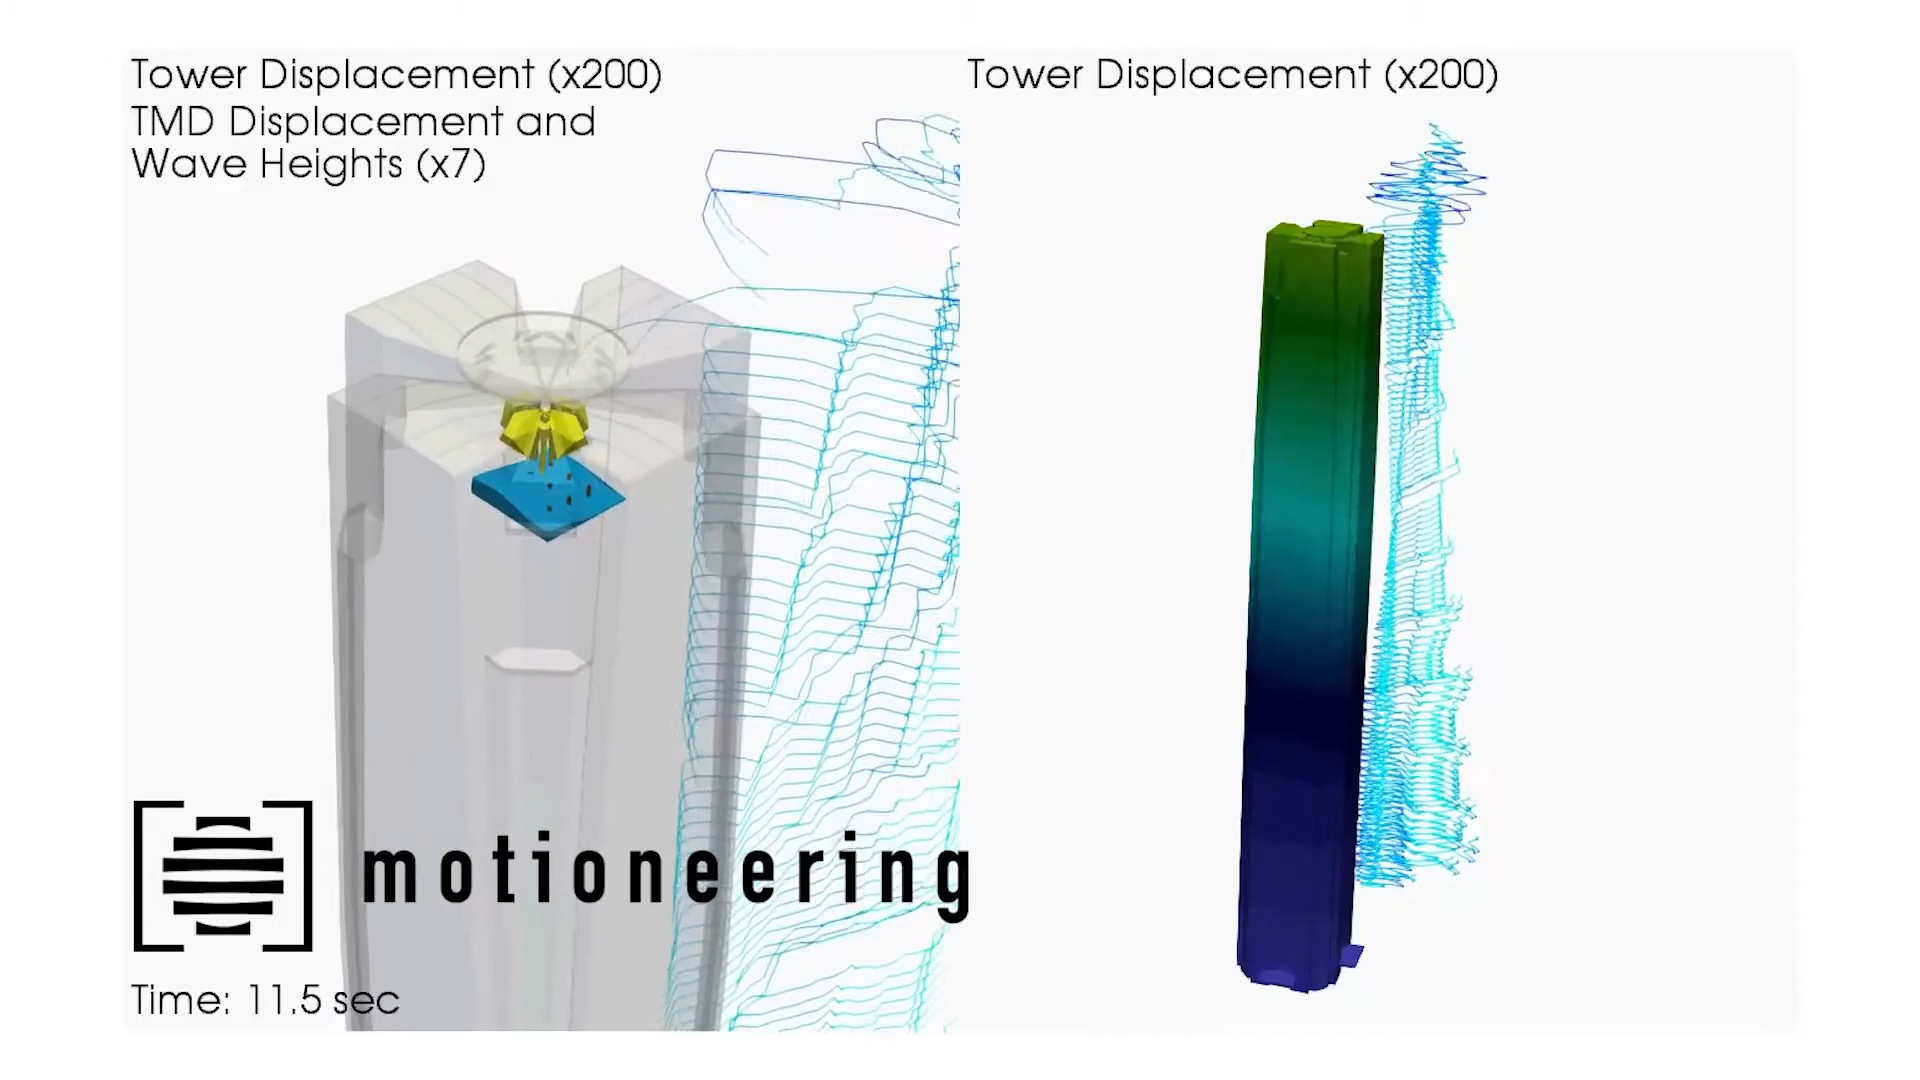 Tower Displacement (x200)
TMD Displacement and
Wave Heights (x7)
Tower Displacement (x200)
motioneering
Time: 11.5 sec